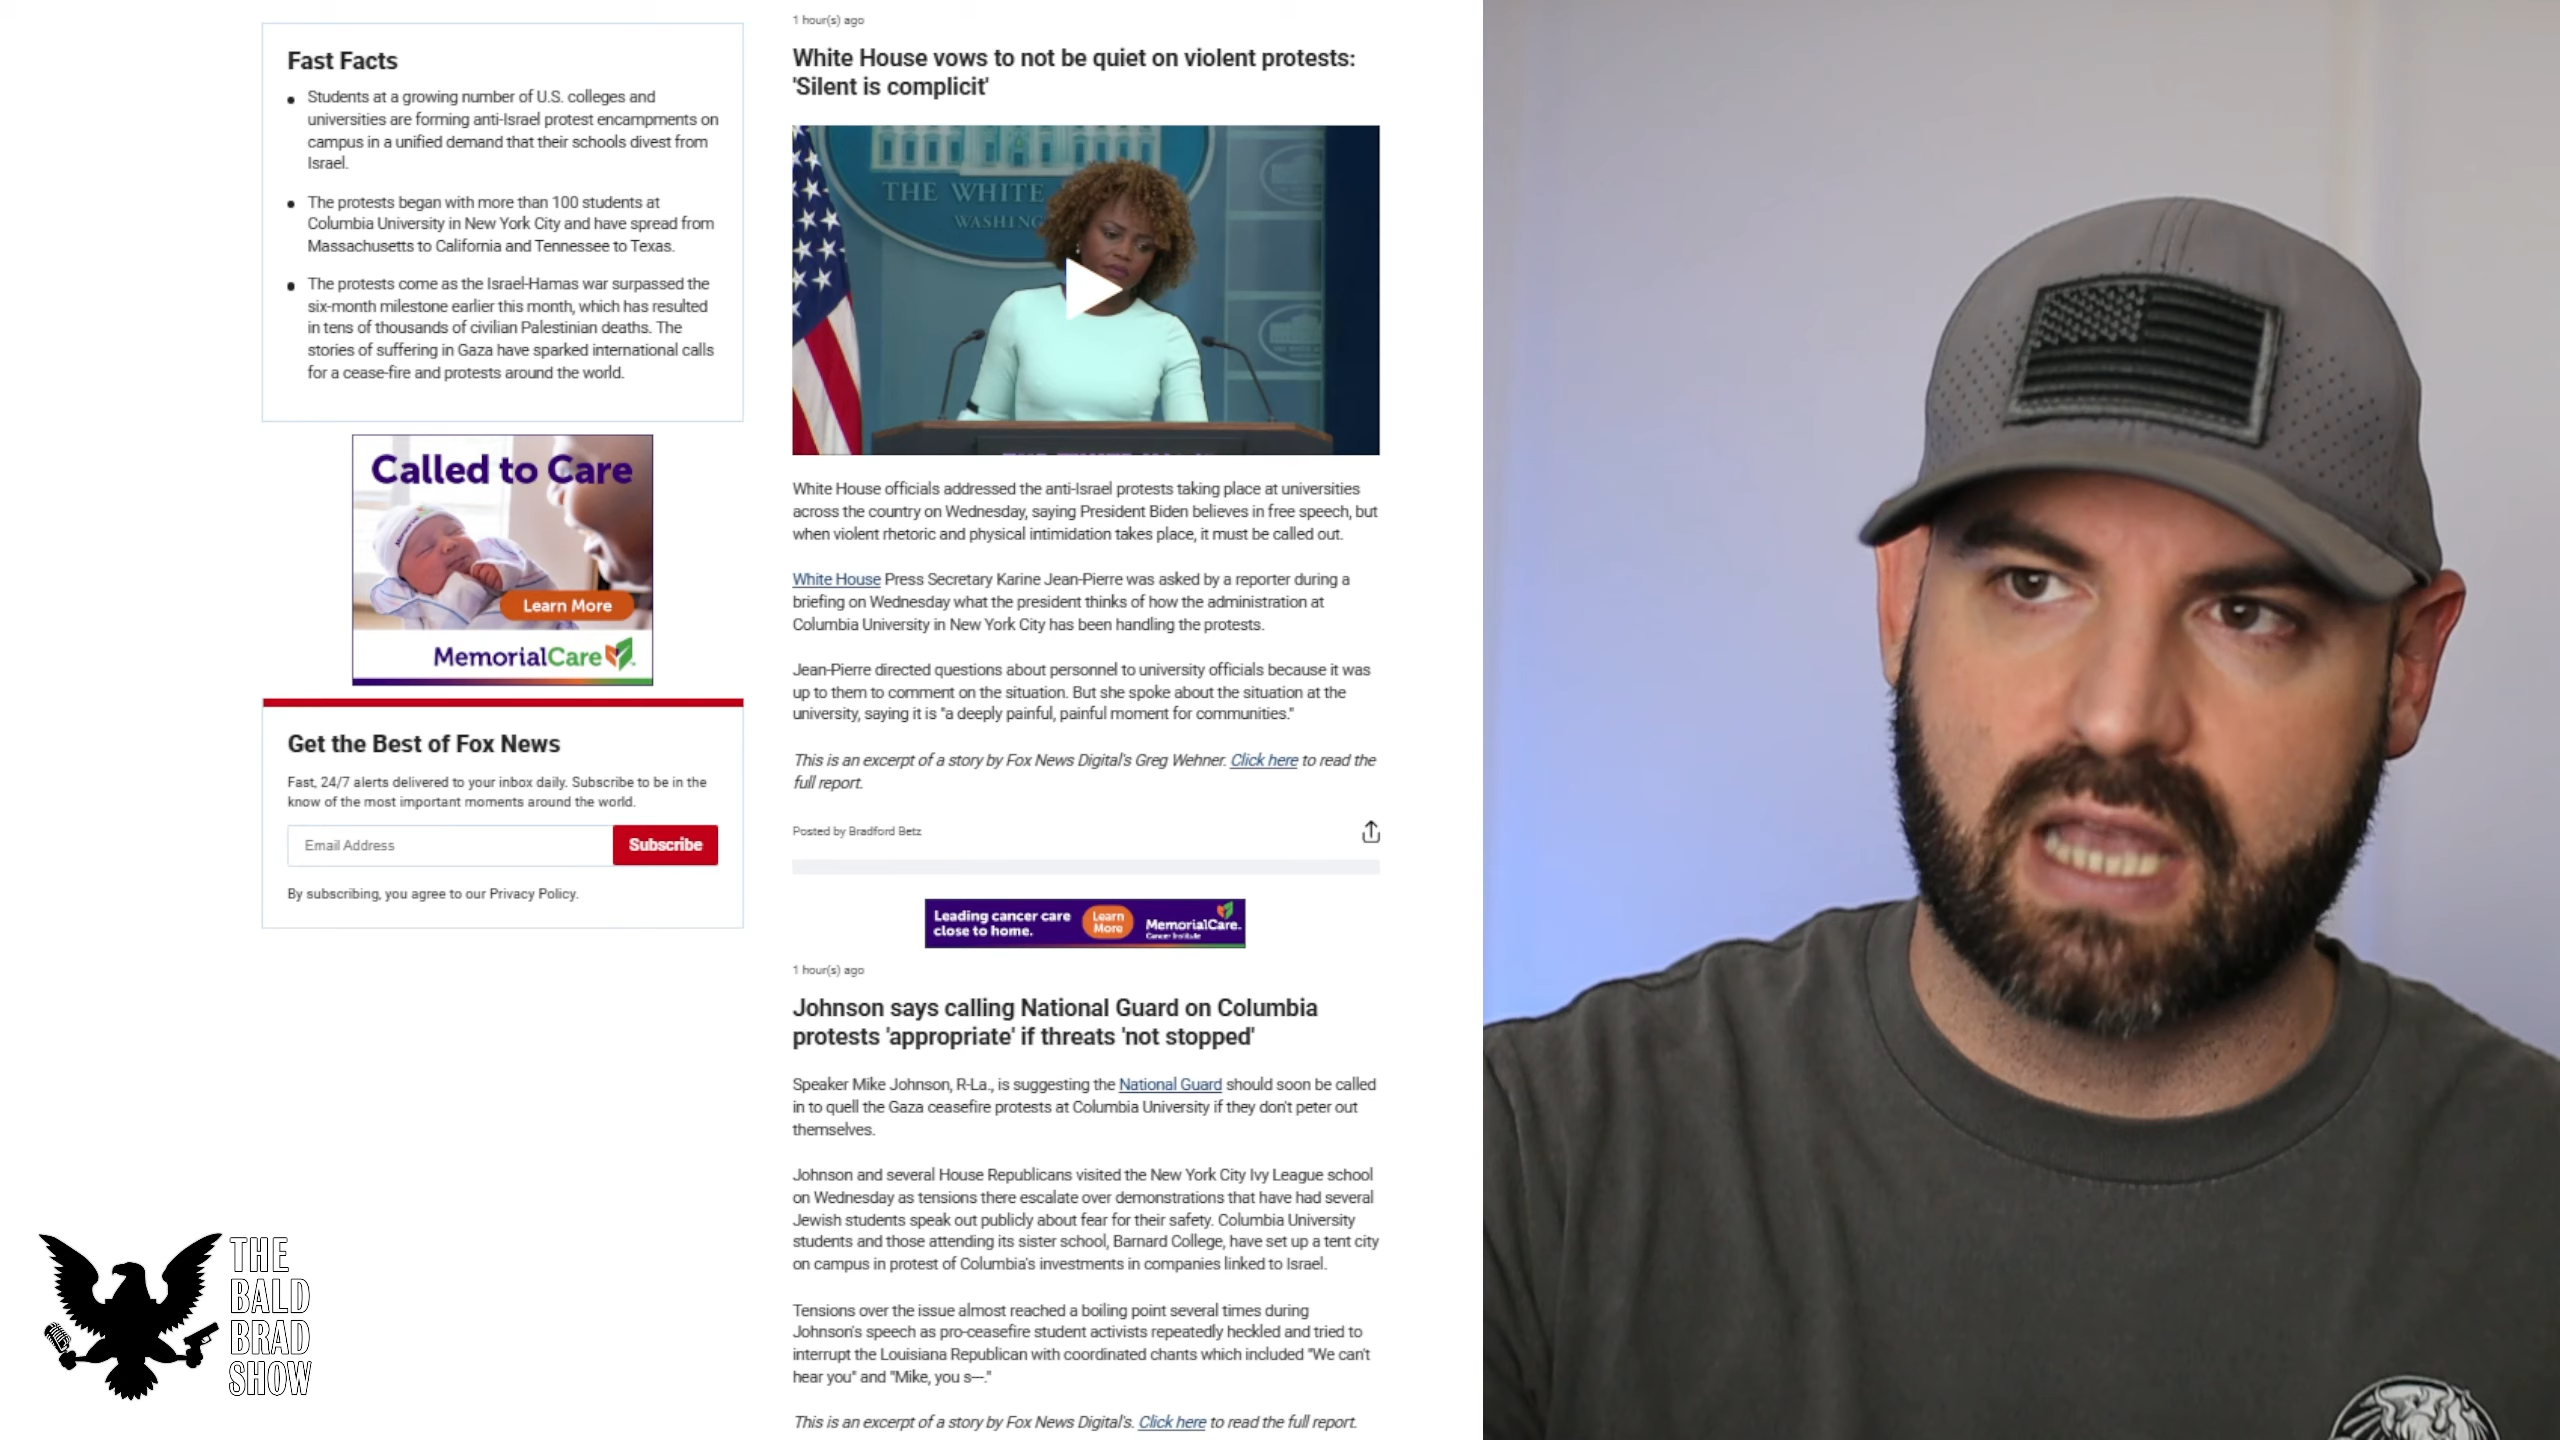 Fast Facts
Students at a growing number of U.S. colleges and
universities are forming anti-Israel protest encampments on
campus in a unified demand that their schools divest from
Israel.
The protests began with more than 100 students at
Columbia University in New York City and have spread from
Massachusetts to California and Tennessee to Texas.
The protests come as the Israel-Hamas war surpassed the
six-month milestone earlier this month, which has resulted
in tens of thousands of civilian Palestinian deaths. The
stories of suffering in Gaza have sparked international calls
for a cease-fire and protests around the world.
Called to Care
Learn More
MemorialCare
Get the Best of Fox News
Fast, 24/7 alerts delivered to your inbox daily. Subscribe to be in the
know of the most important moments around the world.
Email Address
Subscribe
By subscribing, you agree to our Privacy Policy.
1 hour(s) ago
White House vows to not be quiet on violent protests:
'Silent is complicit'
THE WHITE
WASHING
White House officials addressed the anti-Israel protests taking place at universities
across the country on Wednesday, saying President Biden believes in free speech, but
when violent rhetoric and physical intimidation takes place, it must be called out.
White House Press Secretary Karine Jean-Pierre was asked by a reporter during a
briefing on Wednesday what the president thinks of how the administration at
Columbia University in New York City has been handling the protests.
Jean-Pierre directed questions about personnel to university officials because it was
up to them to comment on the situation. But she spoke about the situation at the
university, saying it is "a deeply painful, painful moment for communities."
This is an excerpt of a story by Fox News Digital's Greg Wehner. Click here to read the
full report.
Posted by Bradford Betz
Leading cancer care
close to home.
Learn
More
MemorialCare.
Cancer Institute
1 hour(s) ago
Johnson says calling National Guard on Columbia
protests 'appropriate' if threats 'not stopped'
Speaker Mike Johnson, R-La., is suggesting the National Guard should soon be called
in to quell the Gaza ceasefire protests at Columbia University if they don't peter out
themselves.
Johnson and several House Republicans visited the New York City Ivy League school
on Wednesday as tensions there escalate over demonstrations that have had several
Jewish students speak out publicly about fear for their safety. Columbia University
students and those attending its sister school, Barnard College, have set up a tent city
on campus in protest of Columbia's investments in companies linked to Israel.
Tensions over the issue almost reached a boiling point several times during
Johnson's speech as pro-ceasefire student activists repeatedly heckled and tried to
interrupt the Louisiana Republican with coordinated chants which included "We can't
hear you" and "Mike, you s—."
This is an excerpt of a story by Fox News Digital's. Click here to read the full report.
THE
BALD
BRAD
SHOW